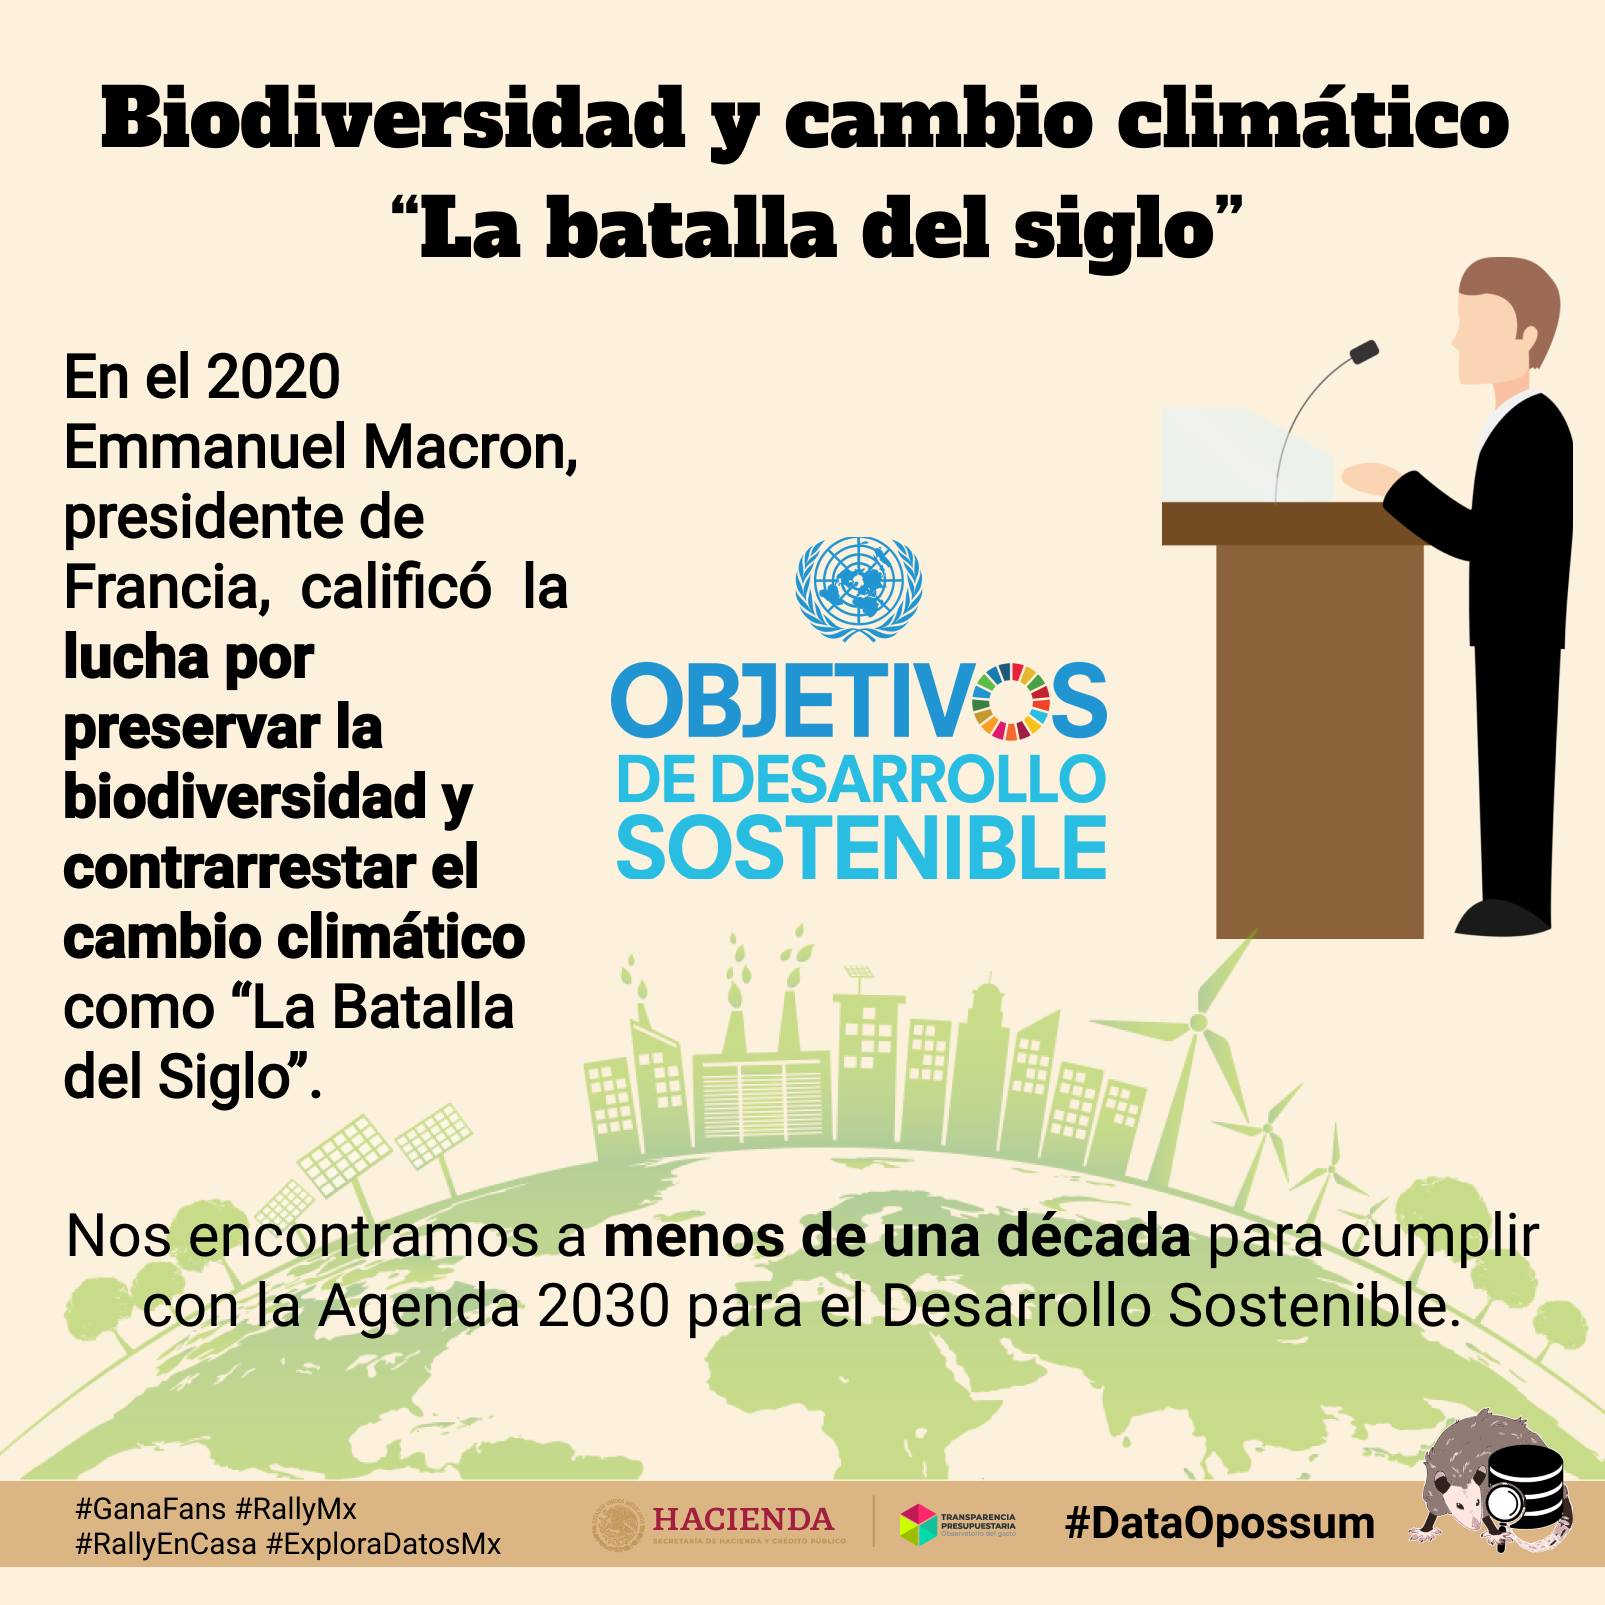 Biodiversidad y cambio climático
“La batalla del siglo”
En el 2020
Emmanuel Macron,
presidente de
Francia, calificó la
lucha por
preservar la
biodiversidad y
contrarrestar el
cambio climático
como “La Batalla
del Siglo”.
OBJETIVOS
DE DESARROLLO
SOSTENIBLE
Nos encontramos a menos de una década para cumplir
con la Agenda 2030 para el Desarrollo Sostenible.
#GanaFans #RallyMx
#RallyEnCasa #ExploraDatosMx
HACIENDA
SECRETARÍA DE HACIENDA Y CRÉDITO PÚBLICO
TRANSPARENCIA
PRESUPUESTARIA
Observatorio del gasto
#DataOpossum